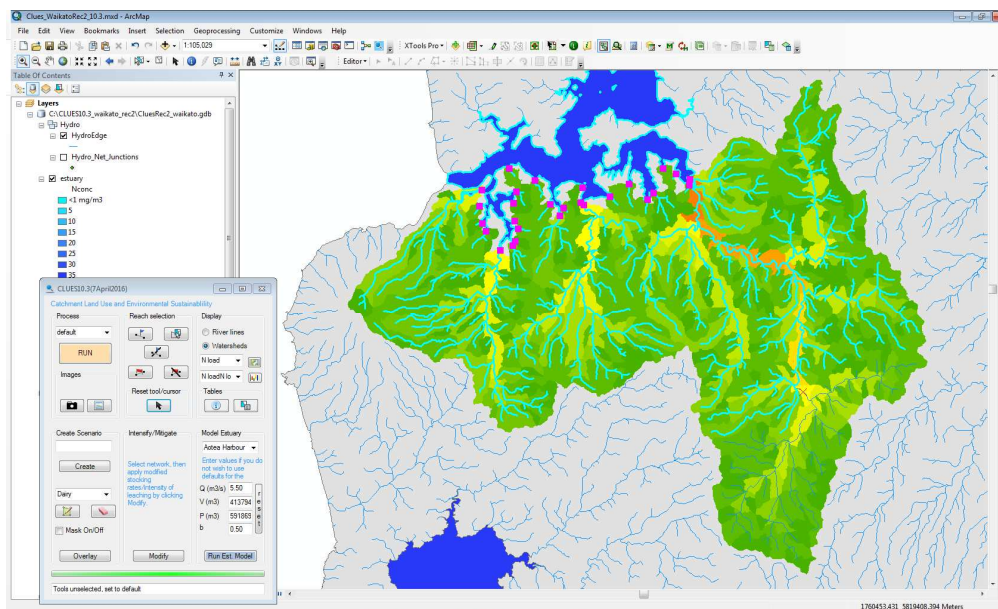 Clues_WaikatoRec2_10.3.mxd - ArcMap
File Edit View Bookmarks Insert Selection Geoprocessing Customize Windows Help
1:105,029
XTools Pro
Editor
Table Of Contents
Layers
C:\CLUES10.3_waikato_rec2\CluesRec2_waikato.gdb
Hydro
HydroEdge
Hydro_Net_Junctions
estuary
Nconc
<1 mg/m3
5
10
15
20
25
30
35
CLUES10.3(7April2016)
Catchment Land Use and Environmental Sustainability
Process
default
RUN
Images
Reach selection
Reset tool/cursor
Display
River lines
Watersheds
N load
N loadN lo
Tables
Create Scenario
Create
Dairy
Mask On/Off
Overlay
Intensify/Mitigate
Select network, then
apply modified
stocking
rates/Intensity of
leaching by clicking
Modify.
Modify
Model Estuary
Aotea Harbour
Enter values if you do
not wish to use
defaults for the
Q (m3/s) 5.50
V (m3) 413794
P (m3) 591869
b 0.50
reset
Run Est. Model
Tools unselected, set to default
1760453.431 5819408.394 Meters